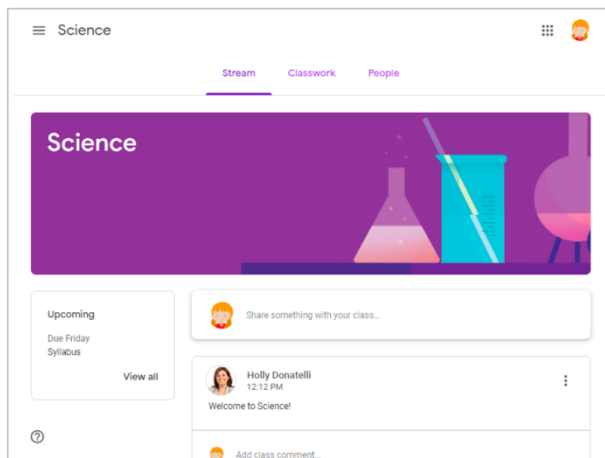 Science
Stream Classwork People
Science
Upcoming
Due Friday
Syllabus
View all
Share something with your class...
Holly Donatelli
12:12 PM
Welcome to Science!
Add class comment...